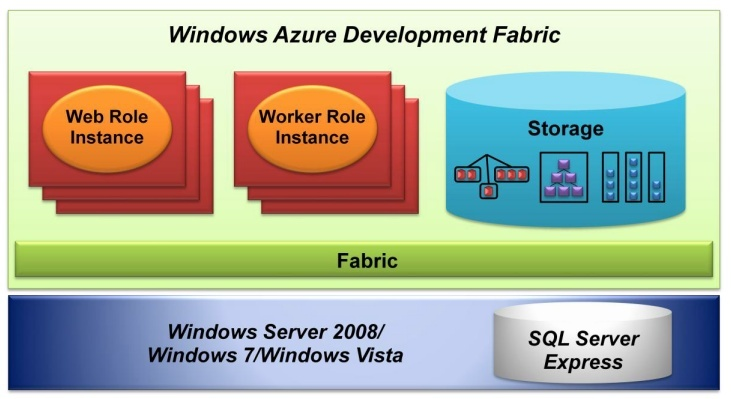 Windows Azure Development Fabric
Web Role
Instance
Worker Role
Instance
Storage
Fabric
Windows Server 2008/
Windows 7/Windows Vista
SQL Server
Express